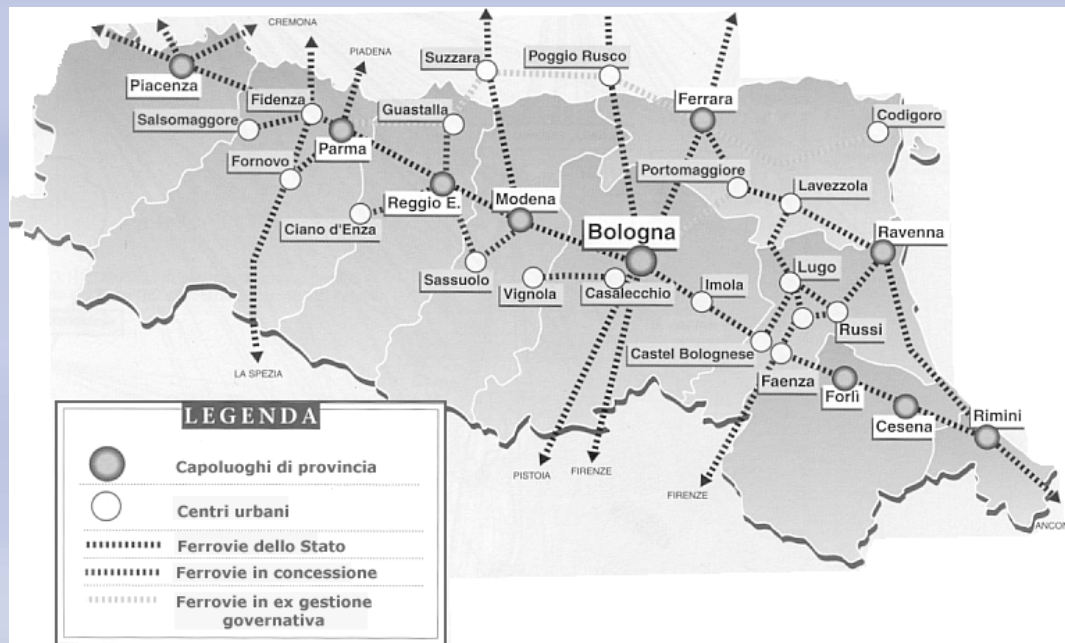 CREMONA
Suzzara
Poggio Rusco
PIADENA
Piacenza
Fidenza
Guastalla
Ferrara
Codigoro
Salsomaggore
Parma
Fornovo
Portomaggiore
Lavezzola
Reggio E.
Modena
Ciano d'Enza
Bologna
Ravenna
Sassuolo
Vignola
Casalecchio
Imola
Lugo
Russi
Castel Bolognese
LA SPEZIA
Faenza
Forlì
Cesena
Rimini
PISTOIA
FIRENZE
FIRENZE
ANCON
LEGENDA
Capoluoghi di provincia
Centri urbani
Ferrovie dello Stato
Ferrovie in concessione
Ferrovie in ex gestione
governativa